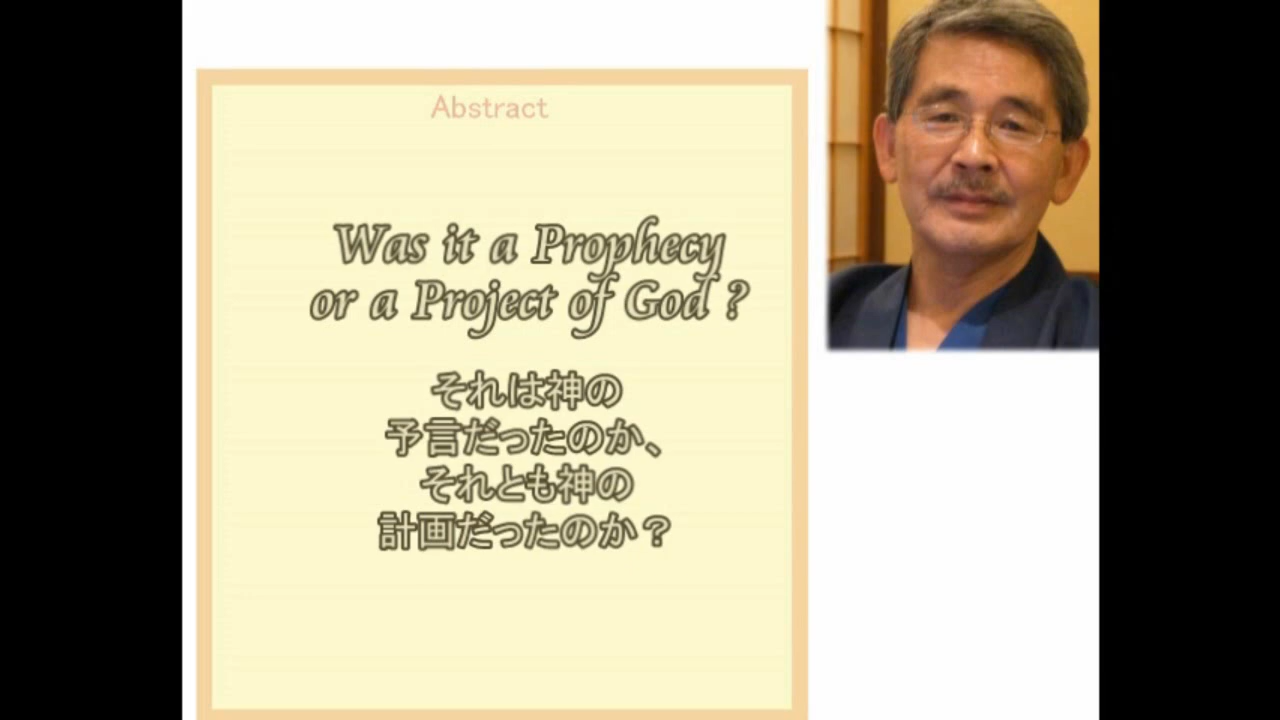 Abstract
Was it a Prophecy
or a Project of God ?
それは神の
予言だったのか、
それとも神の
計画だったのか？